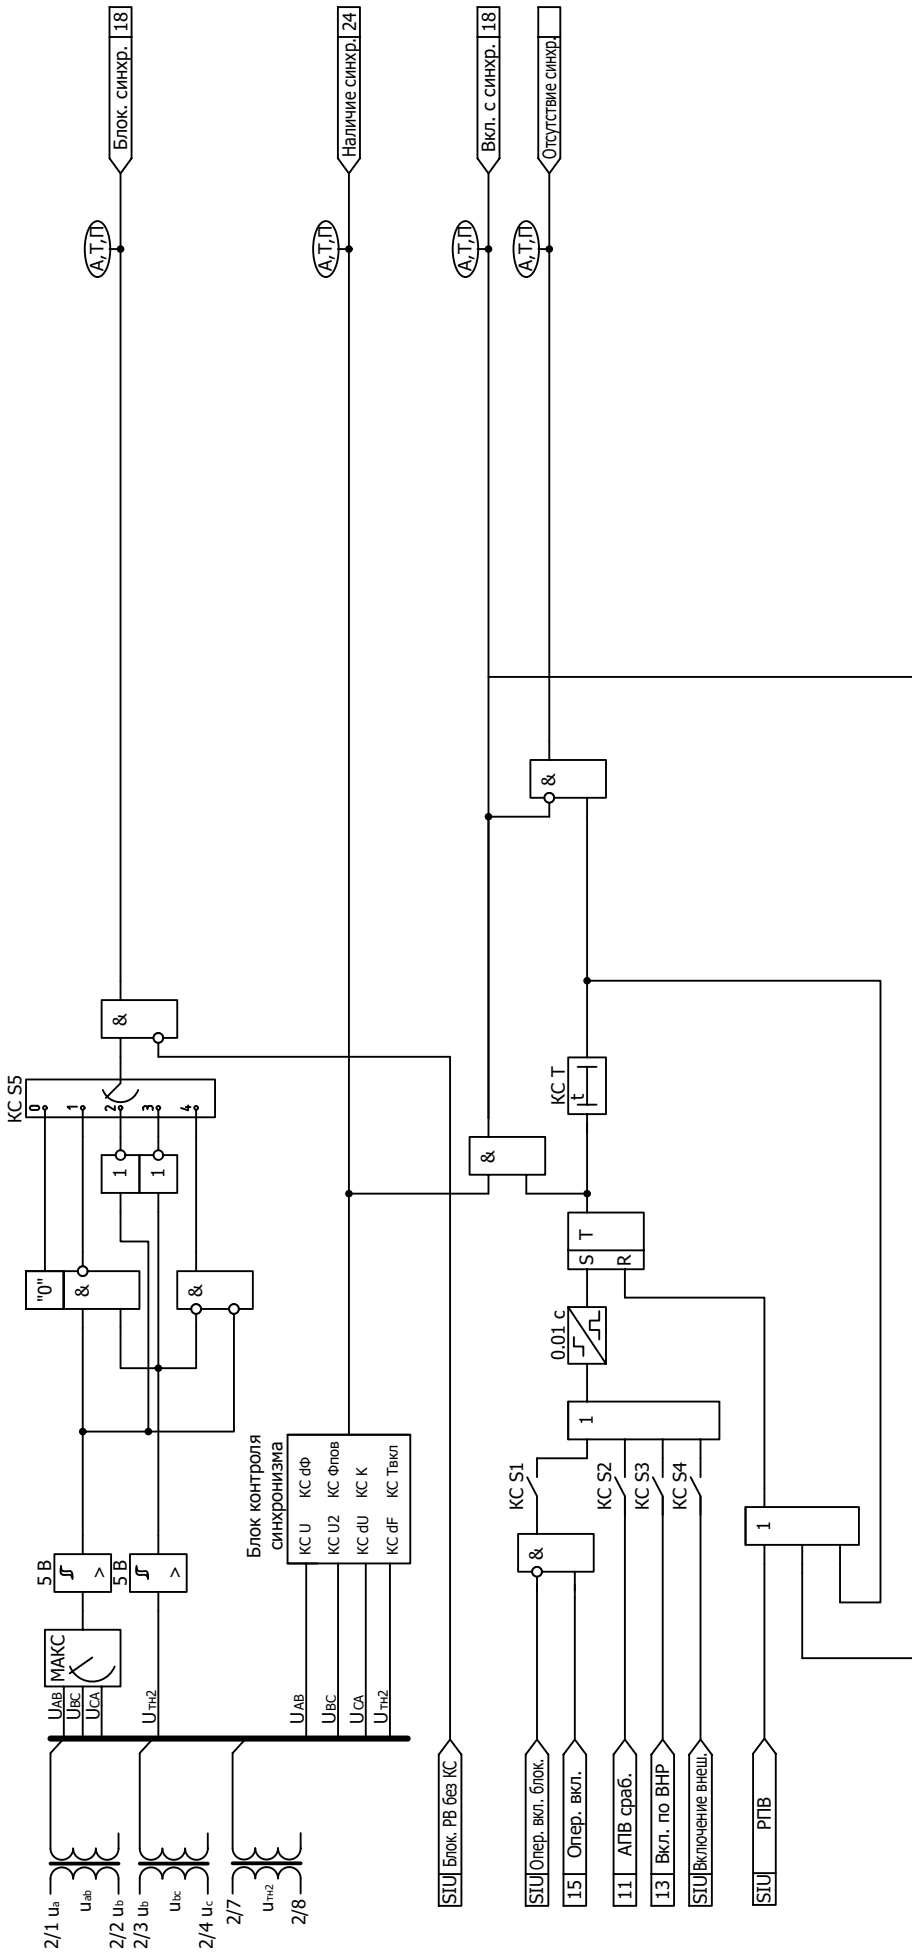 Блок. синхр. 18
Наличие синхр. 24
Вкл. с синхр. 18
Отсутствие синхр.
А,Т,П
А,Т,П
А,Т,П
А,Т,П
КС S5
0
1
2
3
4
&
1
1
"0"
&
&
&
&
КС T
t
&
S T
R
0.01 с
1
КС S1
КС S2
КС S3
КС S4
&
1
Блок контроля
синхронизма
КС U КС dФ
КС U2 КС Фпов
КС dU КС K
КС dF КС Tвкл
5 В
>
5 В
>
МАКС
UAB
UBC
UCA
Uтн2
UAB
UBC
UCA
Uтн2
2/1 ua
uab
2/2 ub
2/3 ub
ubc
2/4 uc
2/7
uтн2
2/8
SIU Блок. РВ без КС
SIU Опер. вкл. блок.
15 Опер. вкл.
11 АПВ сраб.
13 Вкл. по ВНР
SIU Включение внеш.
SIU РПВ